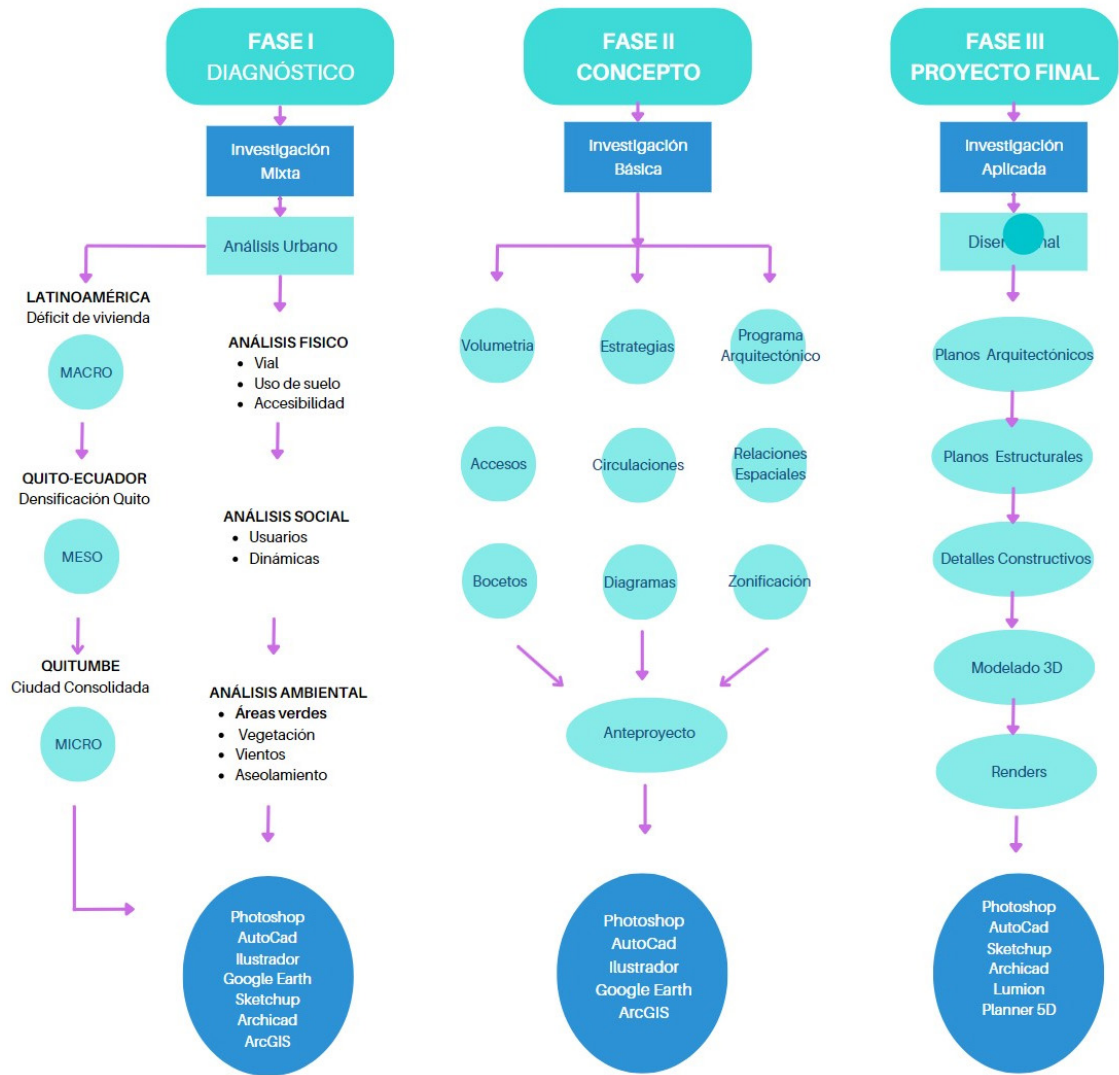 FASE I
DIAGNÓSTICO
Investigación
Mixta
Análisis Urbano
LATINOAMÉRICA
Déficit de vivienda
MACRO
QUITO-ECUADOR
Densificación Quito
MESO
QUITUMBE
Ciudad Consolidada
MICRO
ANÁLISIS FISICO
• Vial
• Uso de suelo
• Accesibilidad
ANÁLISIS SOCIAL
• Usuarios
• Dinámicas
ANÁLISIS AMBIENTAL
• Áreas verdes
• Vegetación
• Vientos
• Aseolamiento
Photoshop
AutoCad
Ilustrador
Google Earth
Sketchup
Archicad
ArcGIS
FASE II
CONCEPTO
Investigación
Básica
Volumetria
Estrategias
Programa
Arquitectónico
Accesos
Circulaciones
Relaciones
Espaciales
Bocetos
Diagramas
Zonificación
Anteproyecto
Photoshop
AutoCad
Ilustrador
Google Earth
ArcGIS
FASE III
PROYECTO FINAL
Investigación
Aplicada
Planos Arquitectónicos
Planos Estructurales
Detalles Constructivos
Modelado 3D
Renders
Photoshop
AutoCad
Sketchup
Archicad
Lumion
Planner 5D